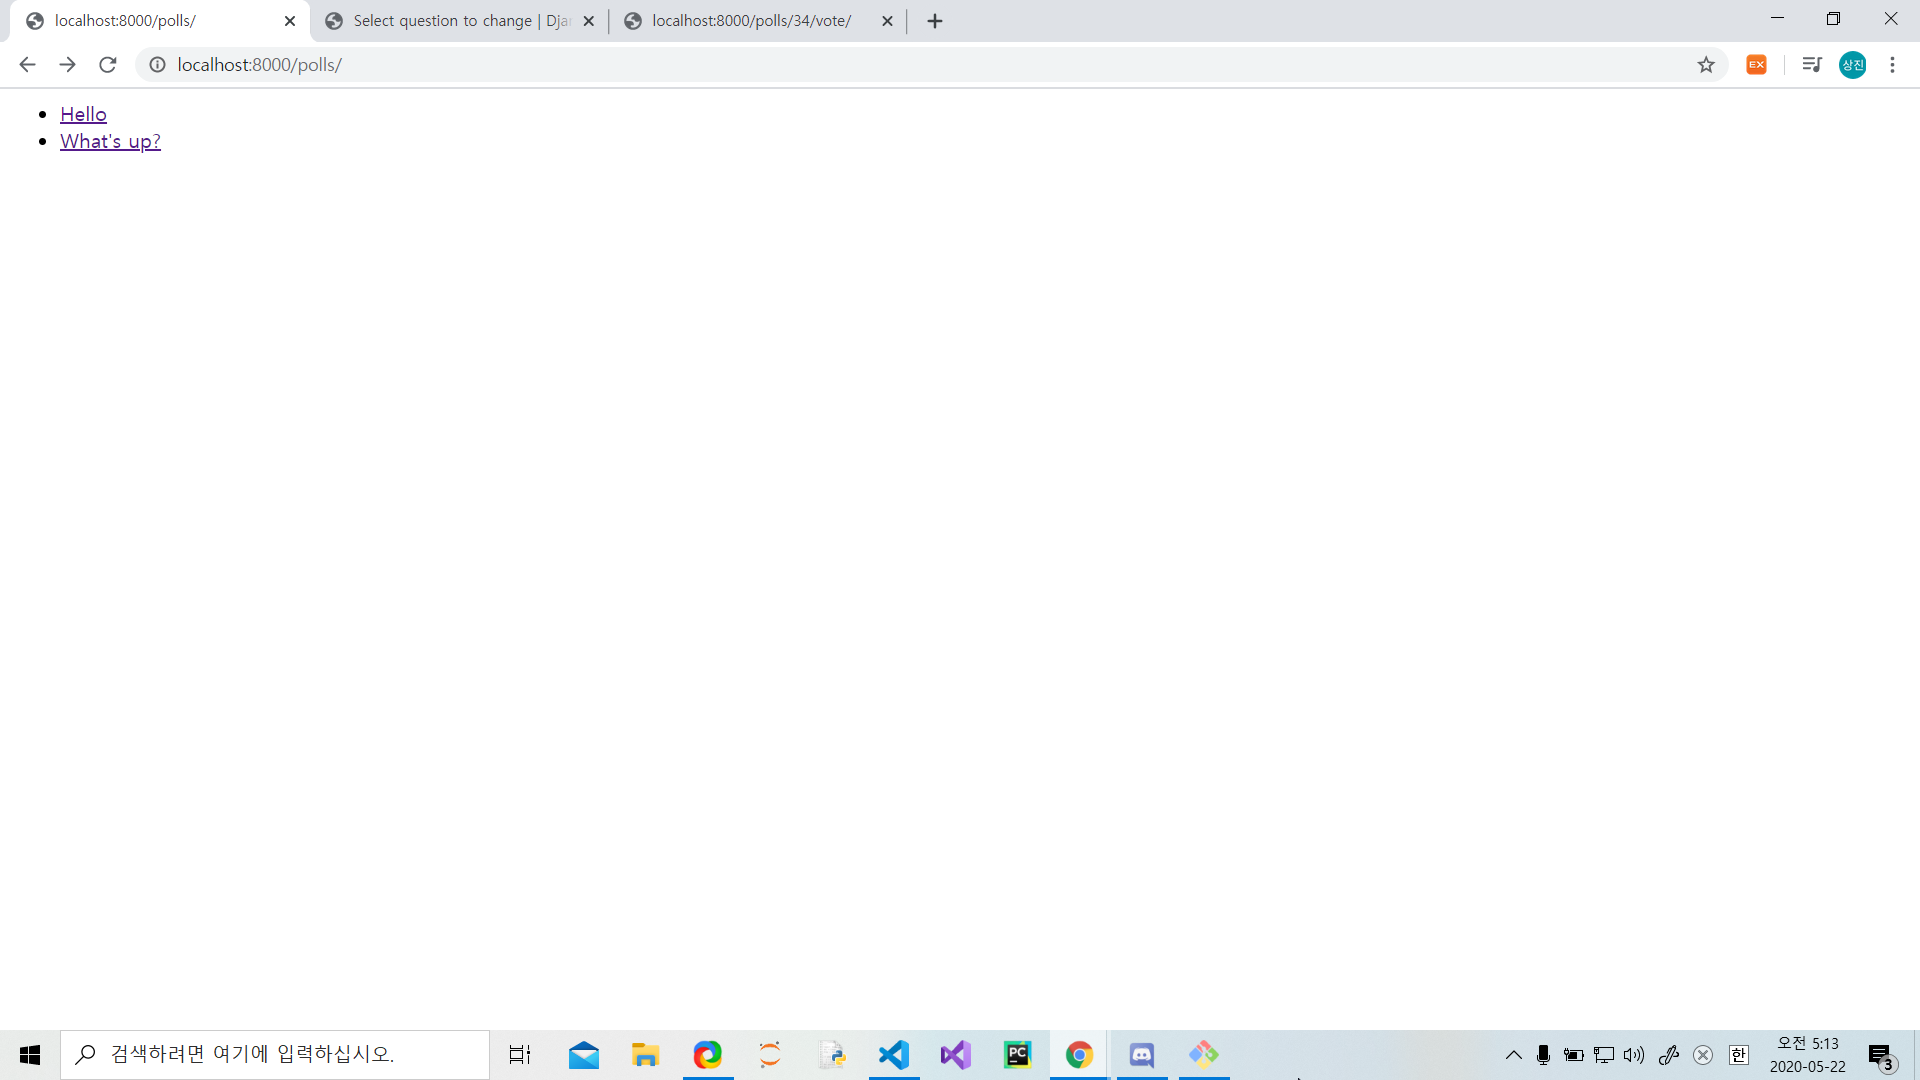 localhost:8000/polls/
Select question to change | Djan
localhost:8000/polls/34/vote/
localhost:8000/polls/
EX
상진
Hello
What's up?
검색하려면 여기에 입력하십시오.
PC
한
오전 5:13
2020-05-22
3